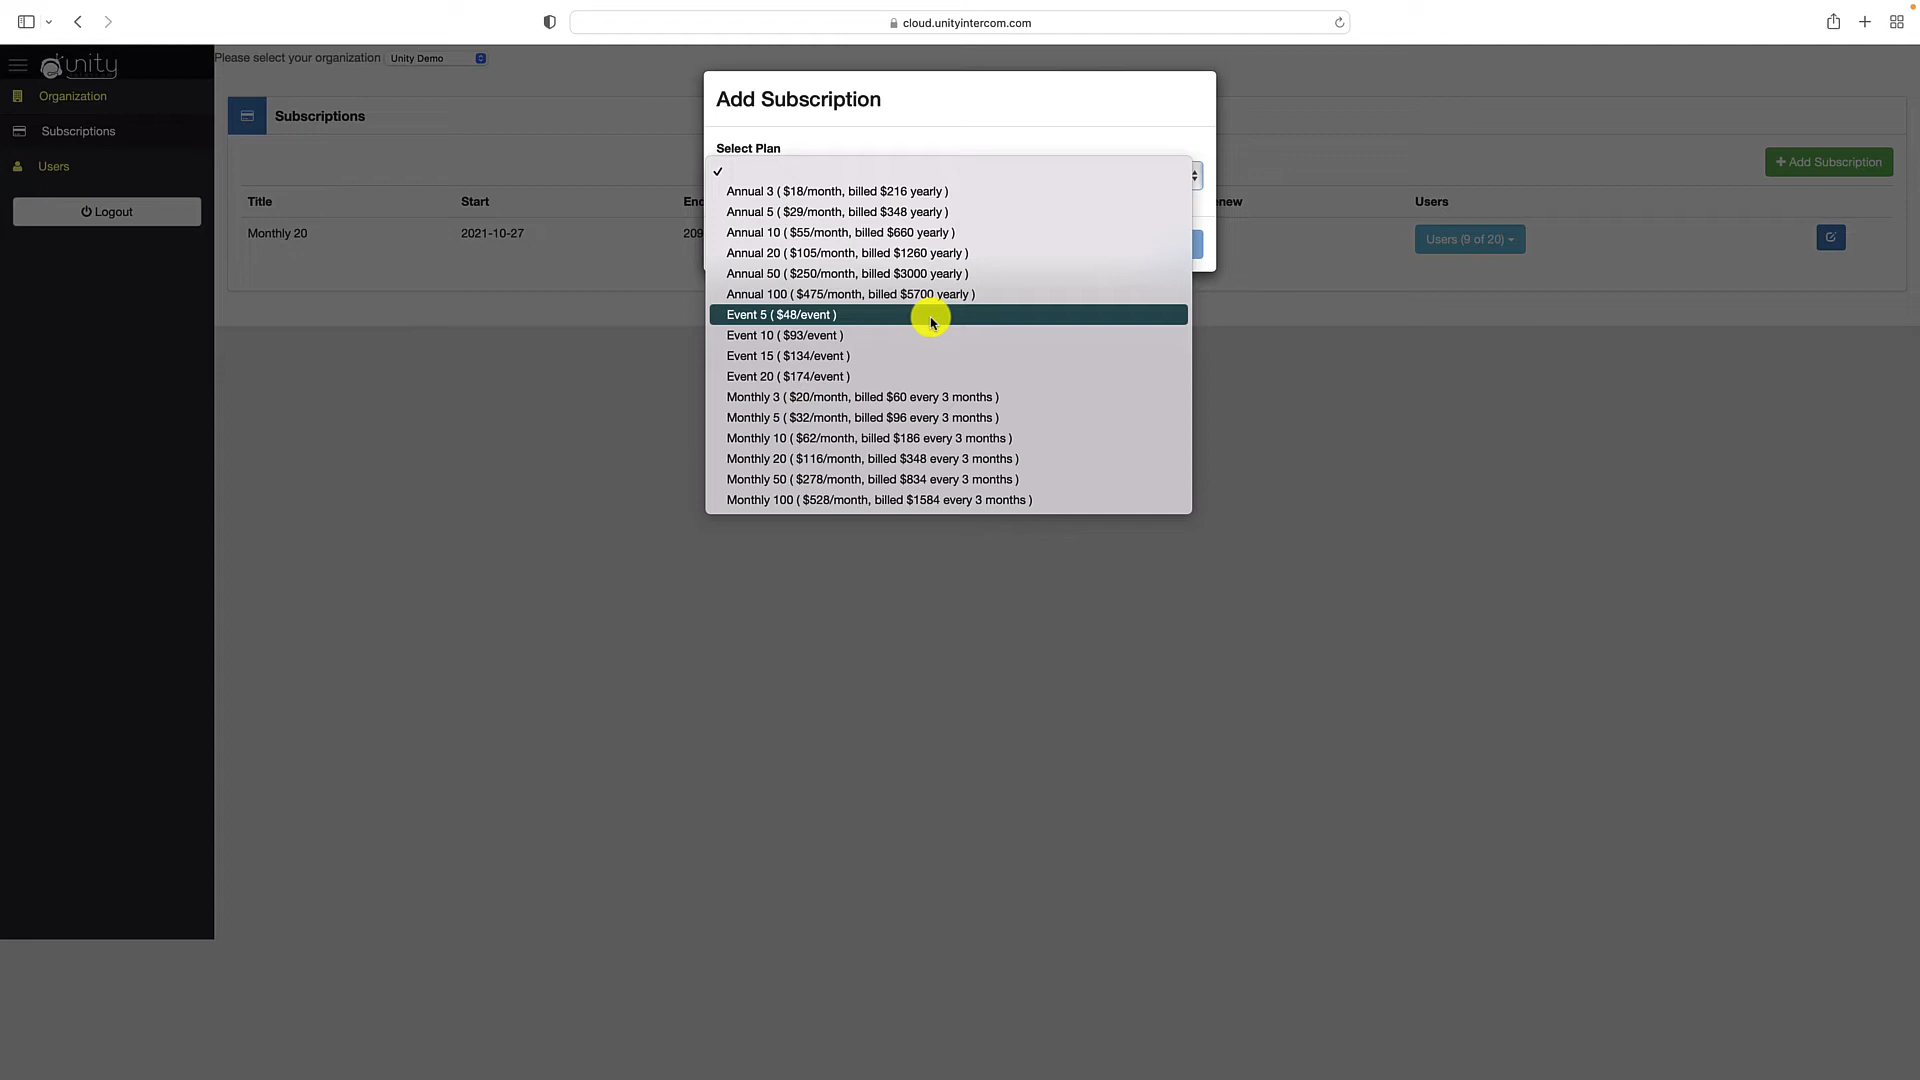 cloud.unityintercom.com
unity
Please select your organization Unity Demo
Organization
Subscriptions
Users
Logout
Subscriptions
+ Add Subscription
Title Start End enew Users
Monthly 20 2021-10-27 209 Users (9 of 20)
Add Subscription
Select Plan
Annual 3 ( $18/month, billed $216 yearly )
Annual 5 ( $29/month, billed $348 yearly )
Annual 10 ( $55/month, billed $660 yearly )
Annual 20 ( $105/month, billed $1260 yearly )
Annual 50 ( $250/month, billed $3000 yearly )
Annual 100 ( $475/month, billed $5700 yearly )
Event 5 ( $48/event )
Event 10 ( $93/event )
Event 15 ( $134/event )
Event 20 ( $174/event )
Monthly 3 ( $20/month, billed $60 every 3 months )
Monthly 5 ( $32/month, billed $96 every 3 months )
Monthly 10 ( $62/month, billed $186 every 3 months )
Monthly 20 ( $116/month, billed $348 every 3 months )
Monthly 50 ( $278/month, billed $834 every 3 months )
Monthly 100 ( $528/month, billed $1584 every 3 months )